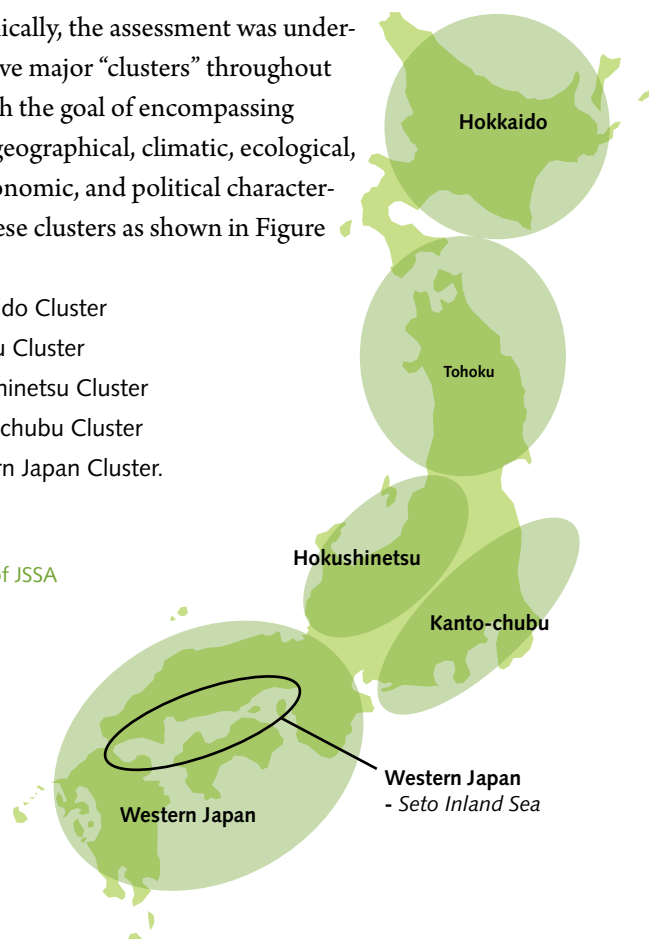 nically, the assessment was under-
ve major “clusters” throughout
h the goal of encompassing
geographical, climatic, ecological,
onomic, and political character-
ese clusters as shown in Figure
do Cluster
u Cluster
hinetsu Cluster
chubu Cluster
rn Japan Cluster.
of JSSA
Hokkaido
Tohoku
Hokushinetsu
Kanto-chubu
Western Japan
- Seto Inland Sea
Western Japan